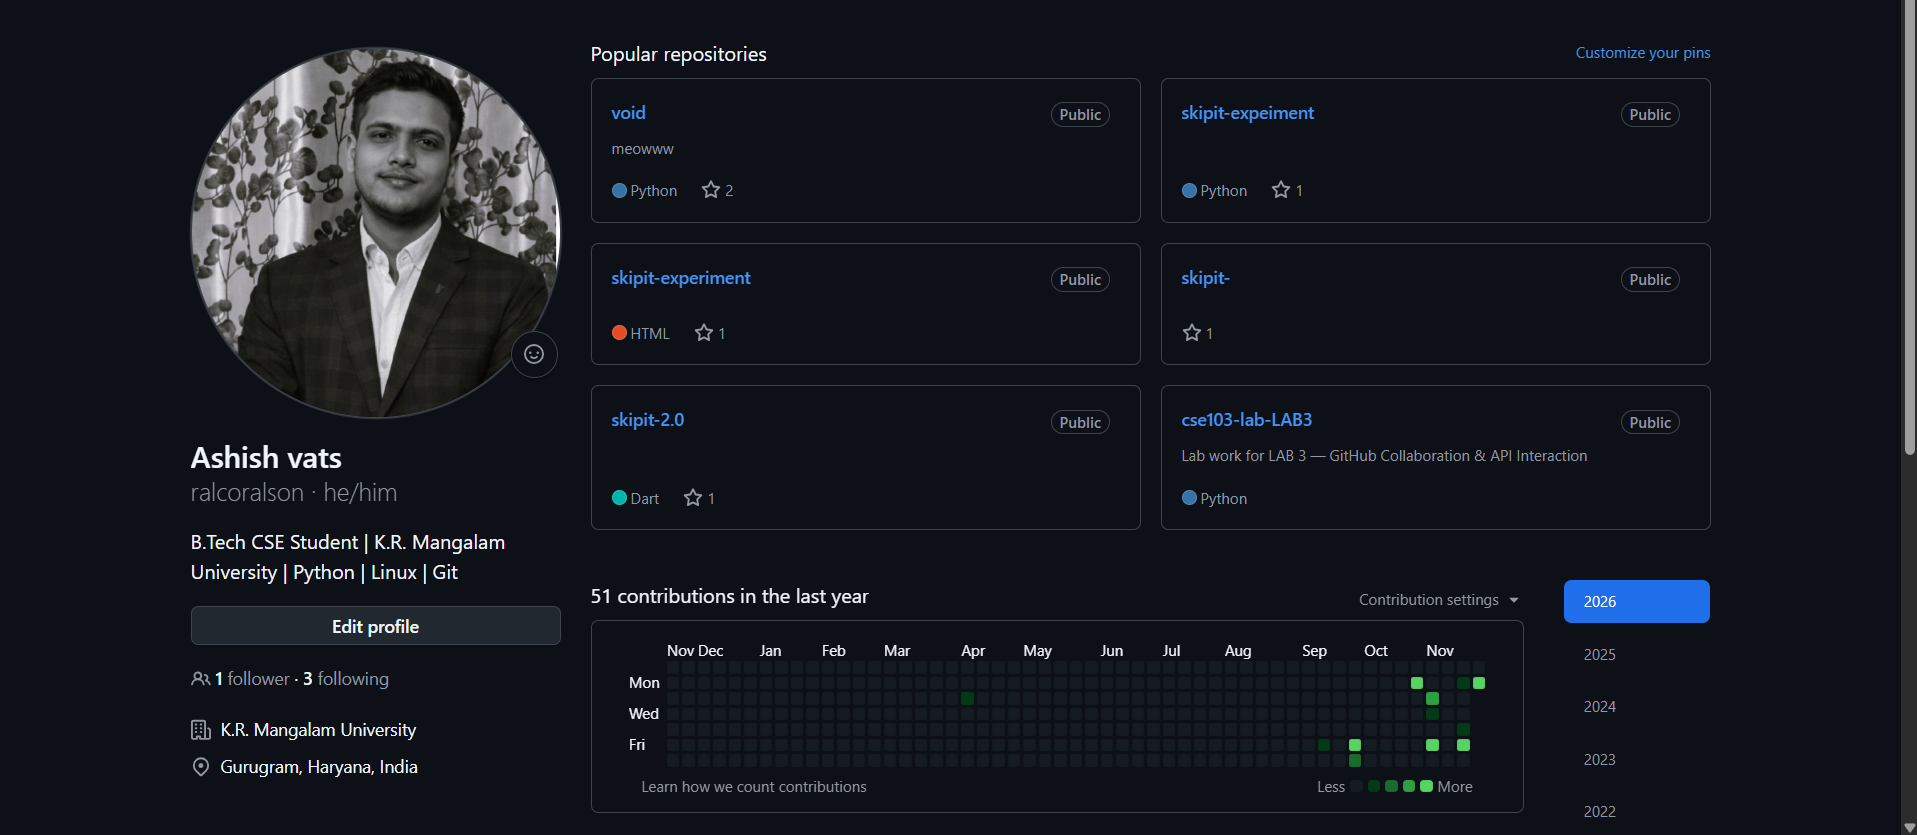 Popular repositories
Customize your pins
void
Public
meowww
Python
2
skipit-expeiment
Public
Python
1
skipit-experiment
Public
HTML
1
skipit-
Public
1
skipit-2.0
Public
Dart
1
cse103-lab-LAB3
Public
Lab work for LAB 3 — GitHub Collaboration & API Interaction
Python
Ashish vats
ralcoralson · he/him
B.Tech CSE Student | K.R. Mangalam
University | Python | Linux | Git
Edit profile
1 follower · 3 following
K.R. Mangalam University
Gurugram, Haryana, India
51 contributions in the last year
Contribution settings
Nov Dec Jan Feb Mar Apr May Jun Jul Aug Sep Oct Nov
Mon
Wed
Fri
Learn how we count contributions
Less More
2026
2025
2024
2023
2022